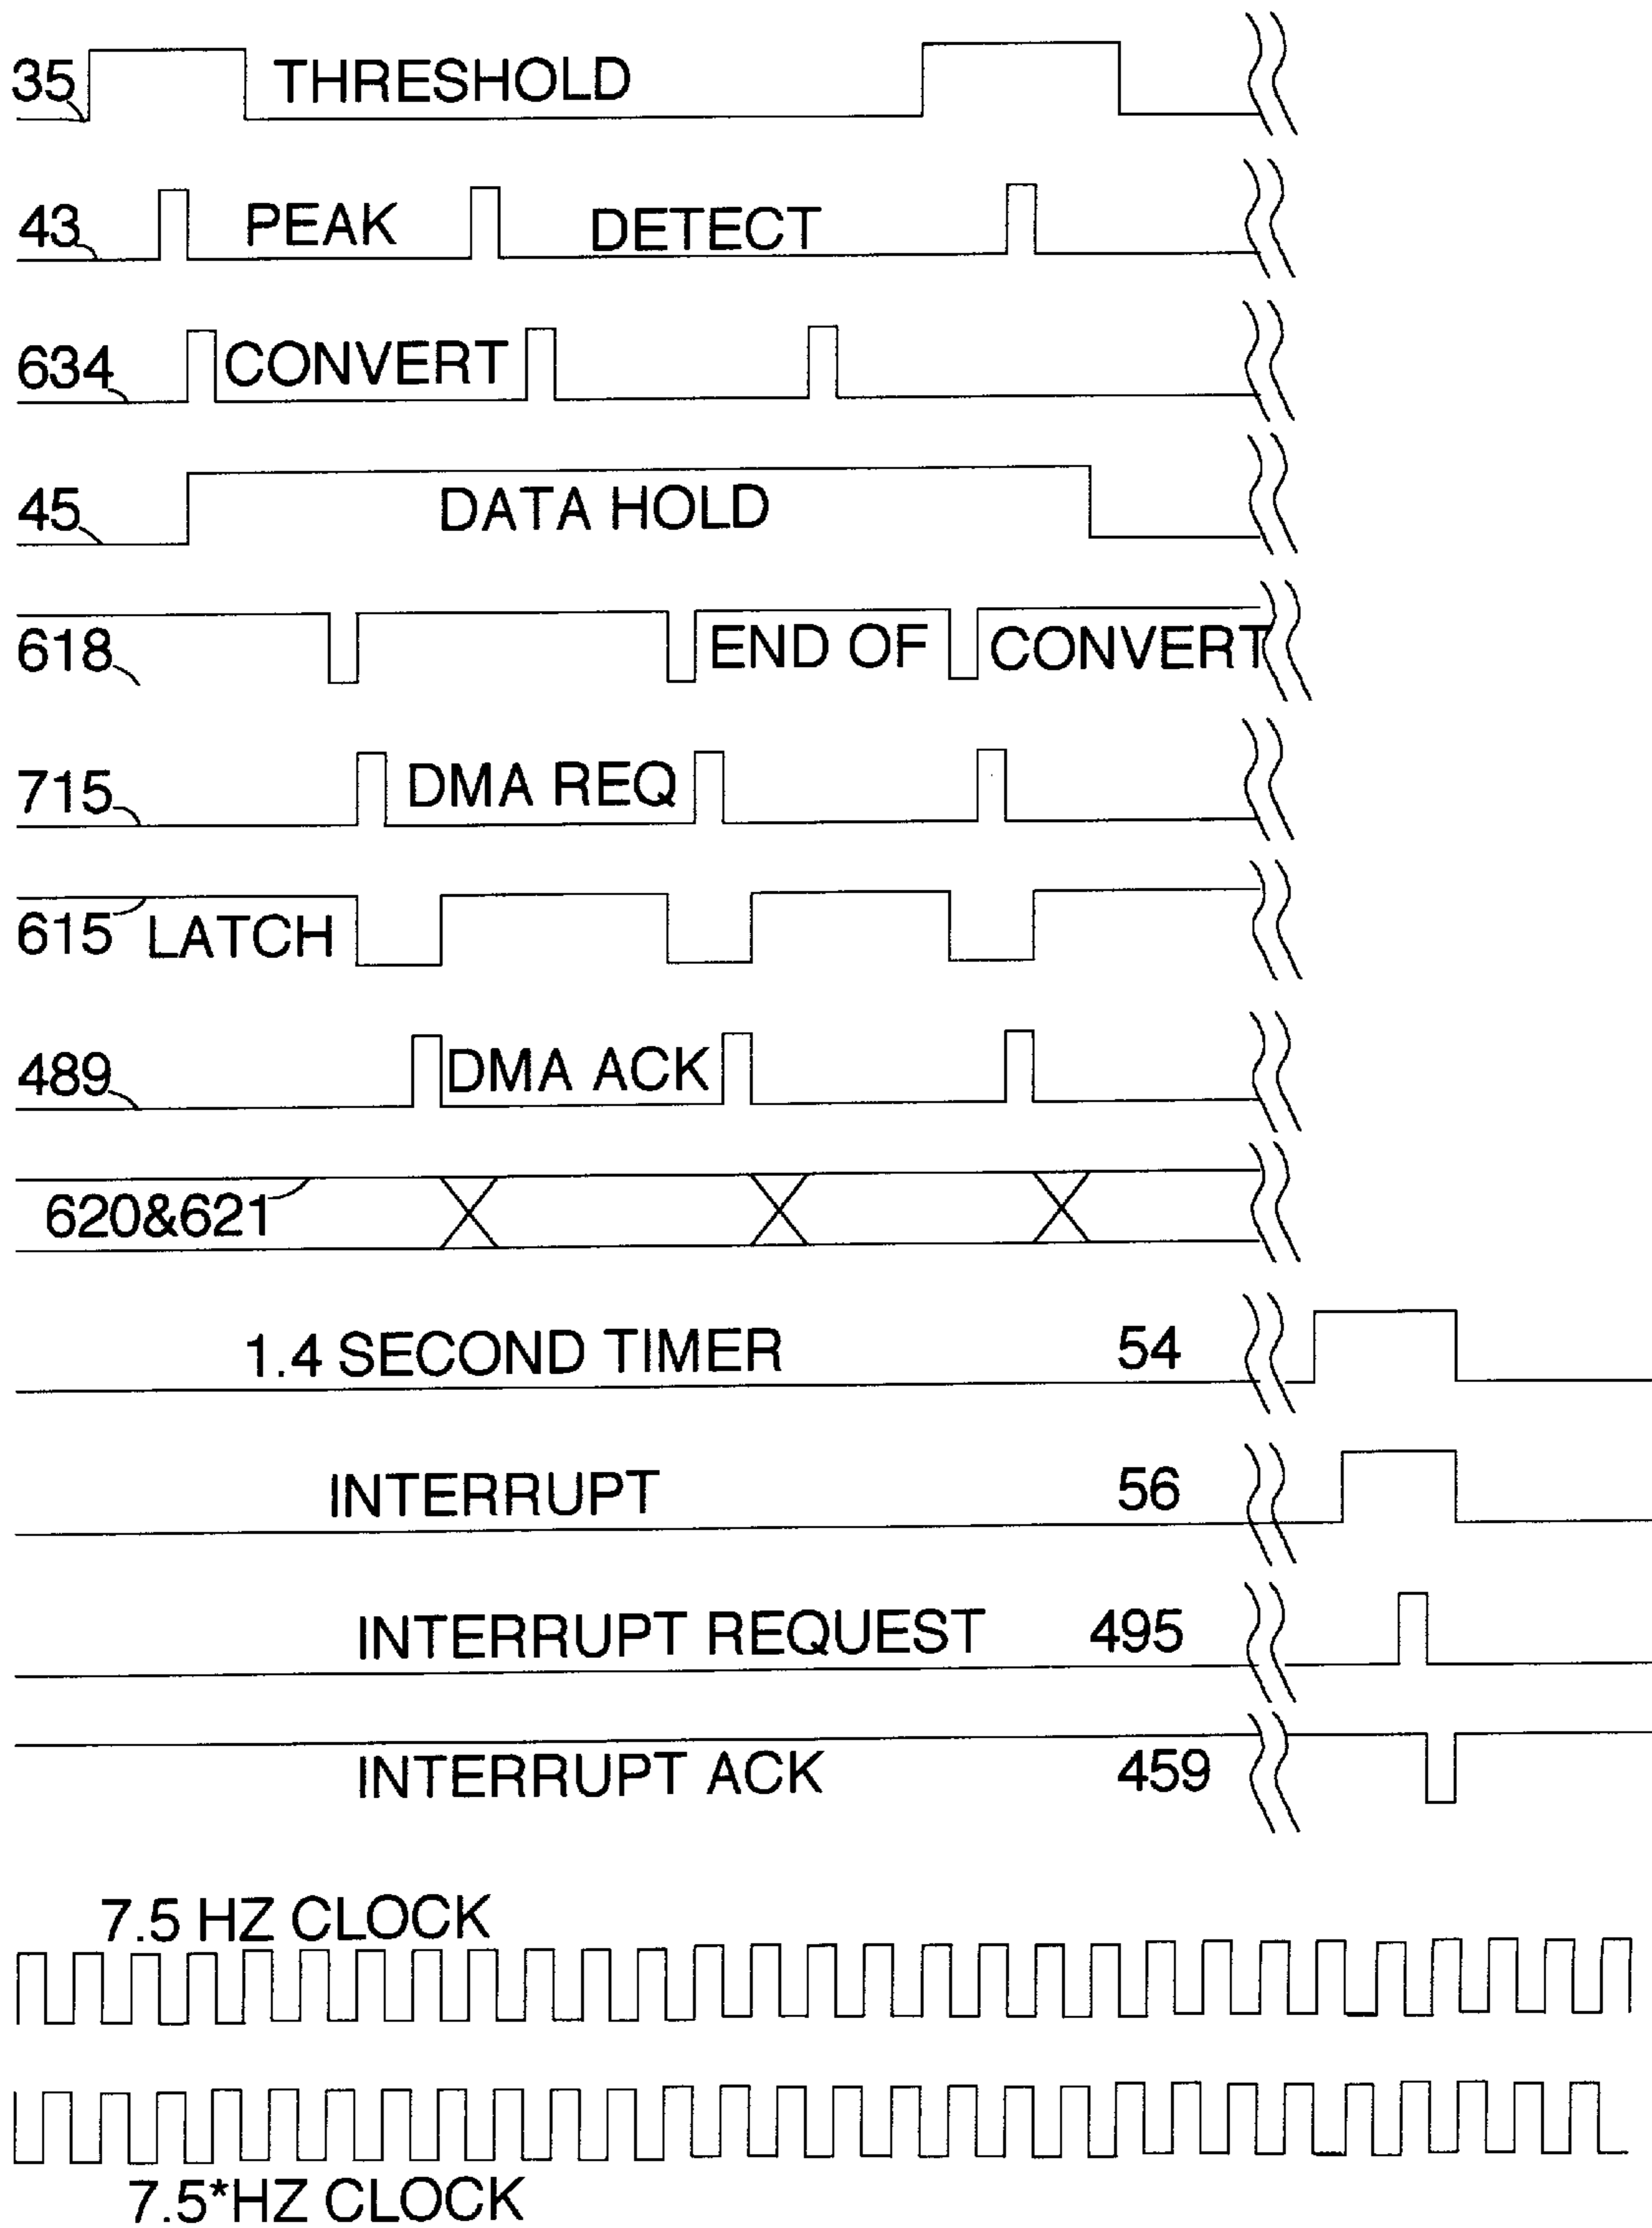 35 THRESHOLD
43 PEAK DETECT
634 CONVERT
45 DATA HOLD
618 END OF CONVERT
715 DMA REQ
615 LATCH
489 DMA ACK
620&621
1.4 SECOND TIMER 54
INTERRUPT 56
INTERRUPT REQUEST 495
INTERRUPT ACK 459
7.5 HZ CLOCK
7.5*HZ CLOCK